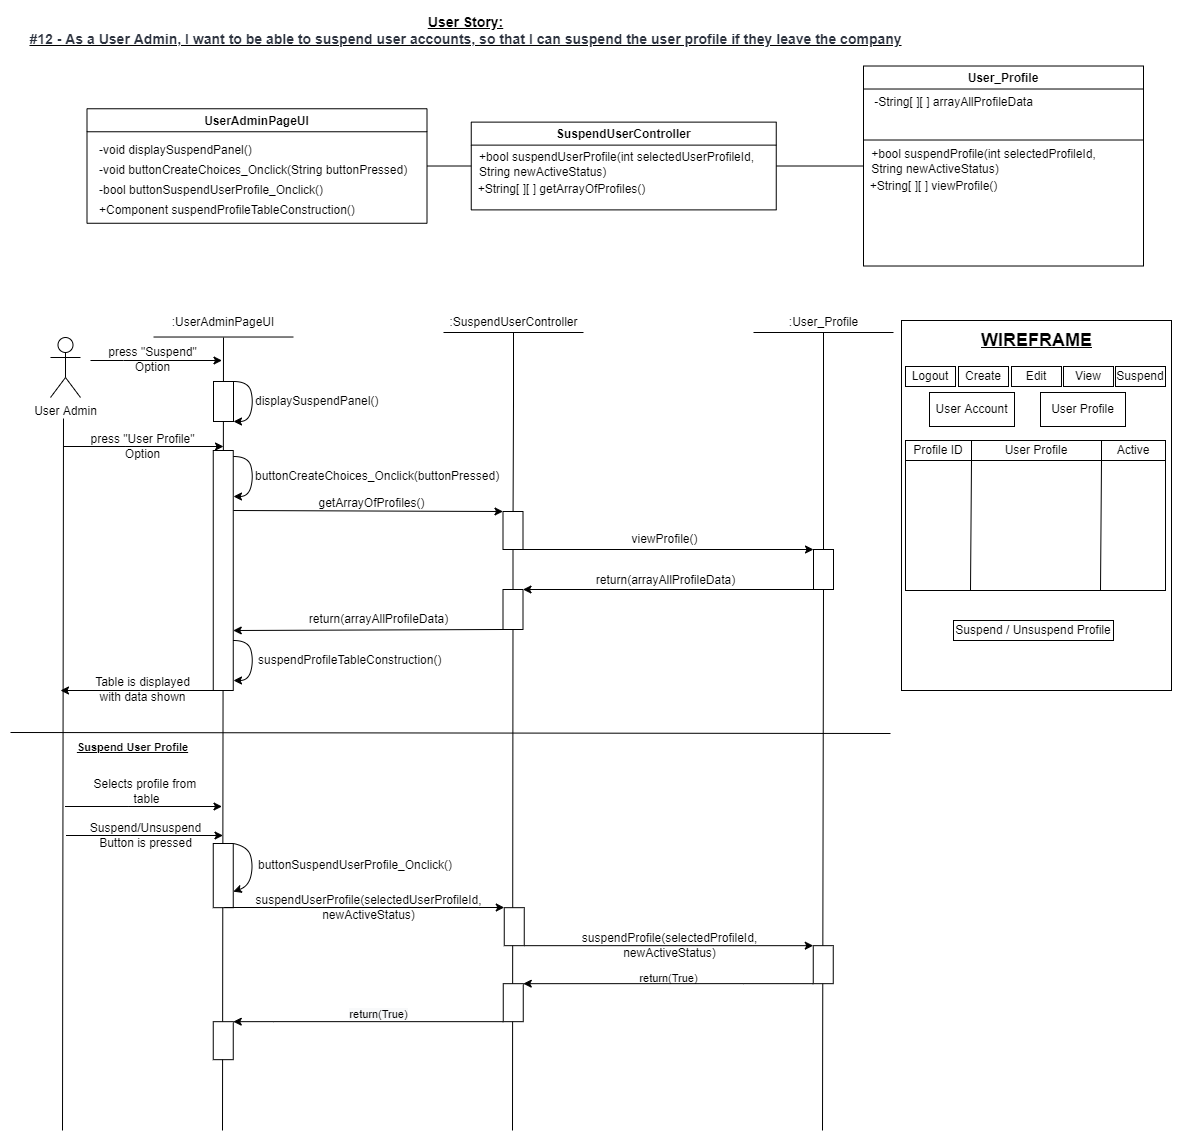 User Story:
#12 - As a User Admin, I want to be able to suspend user accounts, so that I can suspend the user profile if they leave the company
UserAdminPageUI
-void displaySuspendPanel()
-void buttonCreateChoices_Onclick(String buttonPressed)
-bool buttonSuspendUserProfile_Onclick()
+Component suspendProfileTableConstruction()
SuspendUserController
+bool suspendUserProfile(int selectedUserProfileId,
String newActiveStatus)
+String[ ][ ] getArrayOfProfiles()
User_Profile
-String[ ][ ] arrayAllProfileData
+bool suspendProfile(int selectedProfileId,
String newActiveStatus)
+String[ ][ ] viewProfile()
:UserAdminPageUI
:SuspendUserController
:User_Profile
User Admin
press "Suspend"
Option
displaySuspendPanel()
press "User Profile"
Option
buttonCreateChoices_Onclick(buttonPressed)
getArrayOfProfiles()
viewProfile()
return(arrayAllProfileData)
return(arrayAllProfileData)
suspendProfileTableConstruction()
Table is displayed
with data shown
WIREFRAME
Logout Create Edit View Suspend
User Account User Profile
Profile ID User Profile Active
Suspend / Unsuspend Profile
Suspend User Profile
Selects profile from
table
Suspend/Unsuspend
Button is pressed
buttonSuspendUserProfile_Onclick()
suspendUserProfile(selectedUserProfileId,
newActiveStatus)
suspendProfile(selectedProfileId,
newActiveStatus)
return(True)
return(True)